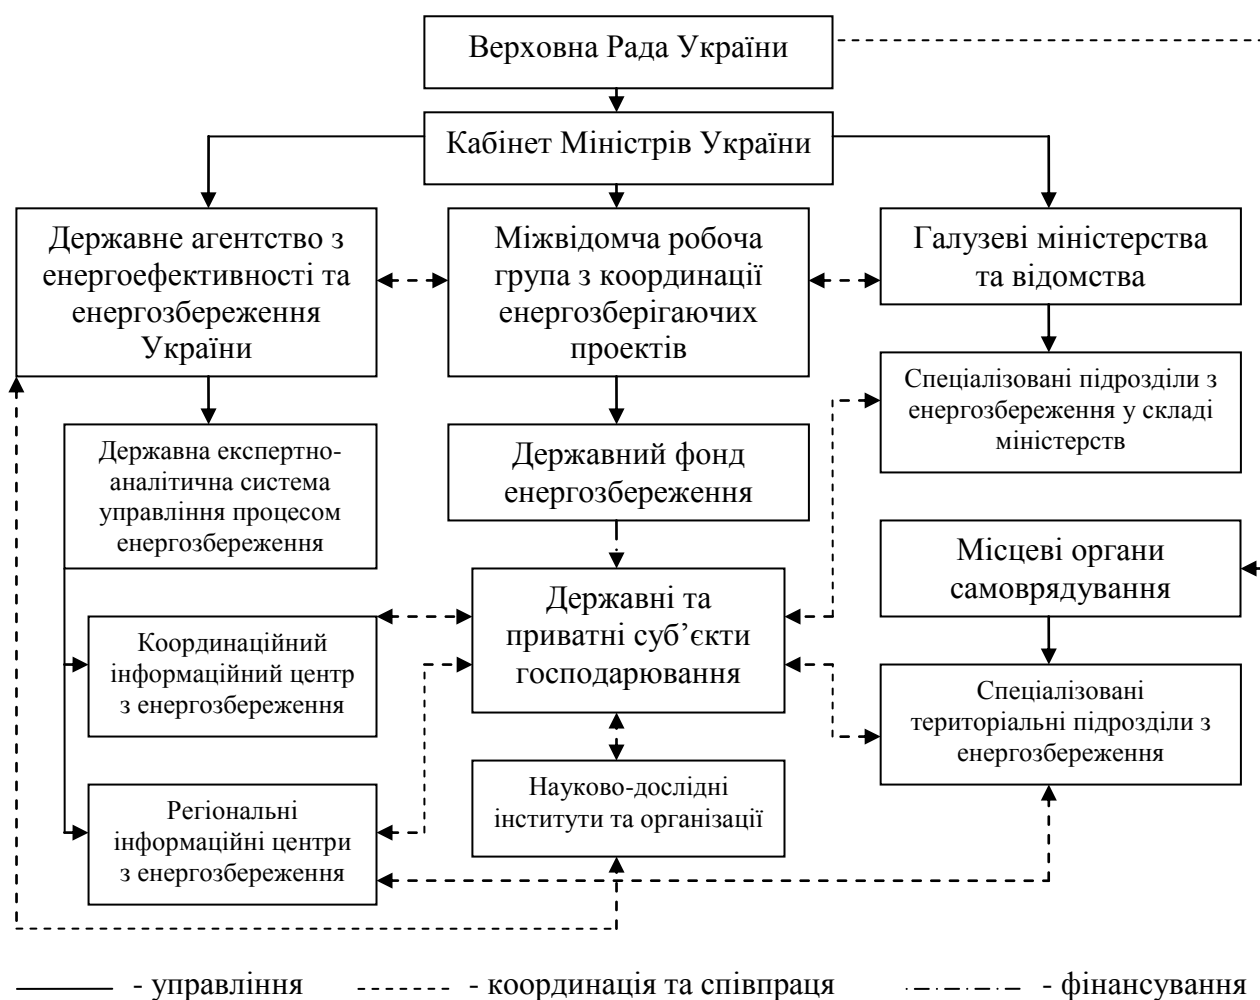 Верховна Рада України
Кабінет Міністрів України
Державне агентство з
енергоефективності та
енергозбереження
України
Міжвідомча робоча
група з координації
енергозберігаючих
проектів
Галузеві міністерства
та відомства
Спеціалізовані підрозділи з
енергозбереження у складі
міністерств
Державна експертно-
аналітична система
управління процесом
енергозбереження
Державний фонд
енергозбереження
Місцеві органи
самоврядування
Державні та
приватні суб’єкти
господарювання
Координаційний
інформаційний центр
з енергозбереження
Спеціалізовані
територіальні підрозділи з
енергозбереження
Науково-дослідні
інститути та організації
Регіональні
інформаційні центри
з енергозбереження
- управління
- координація та співпраця
- фінансування